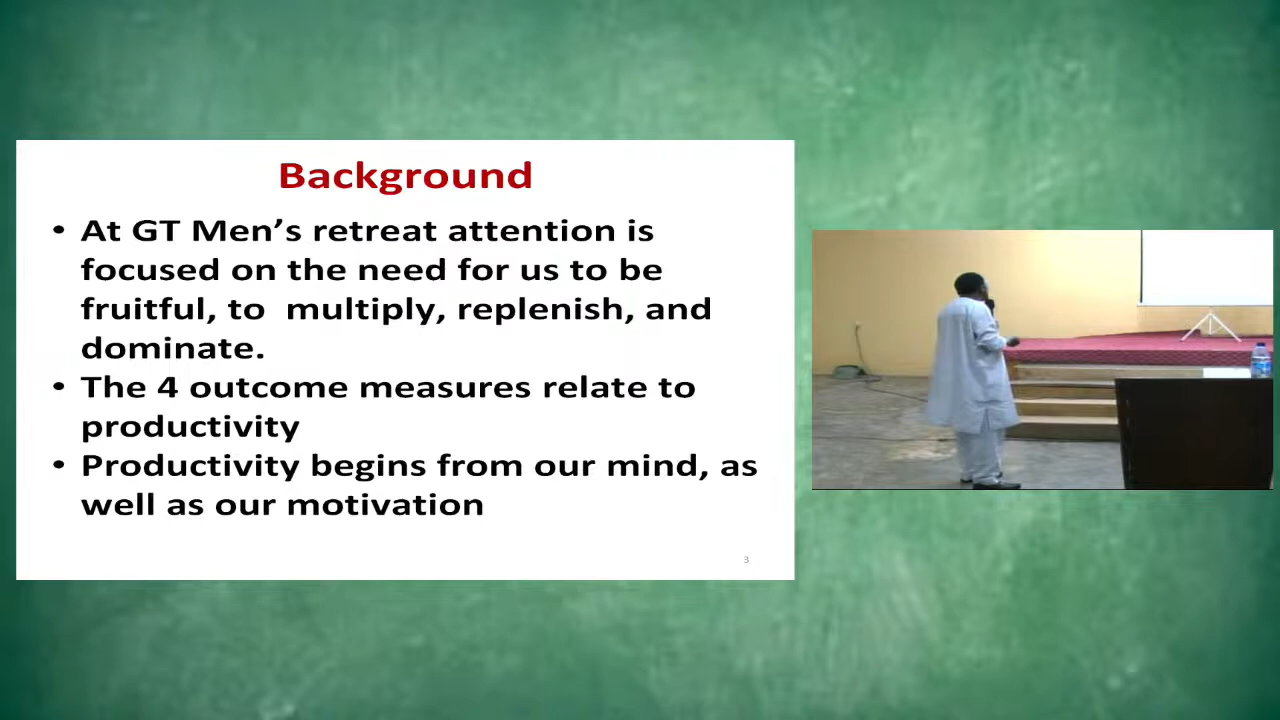 Background
• At GT Men's retreat attention is
focused on the need for us to be
fruitful, to  multiply, replenish, and
dominate.
• The 4 outcome measures relate to
productivity
• Productivity begins from our mind, as
well as our motivation
3